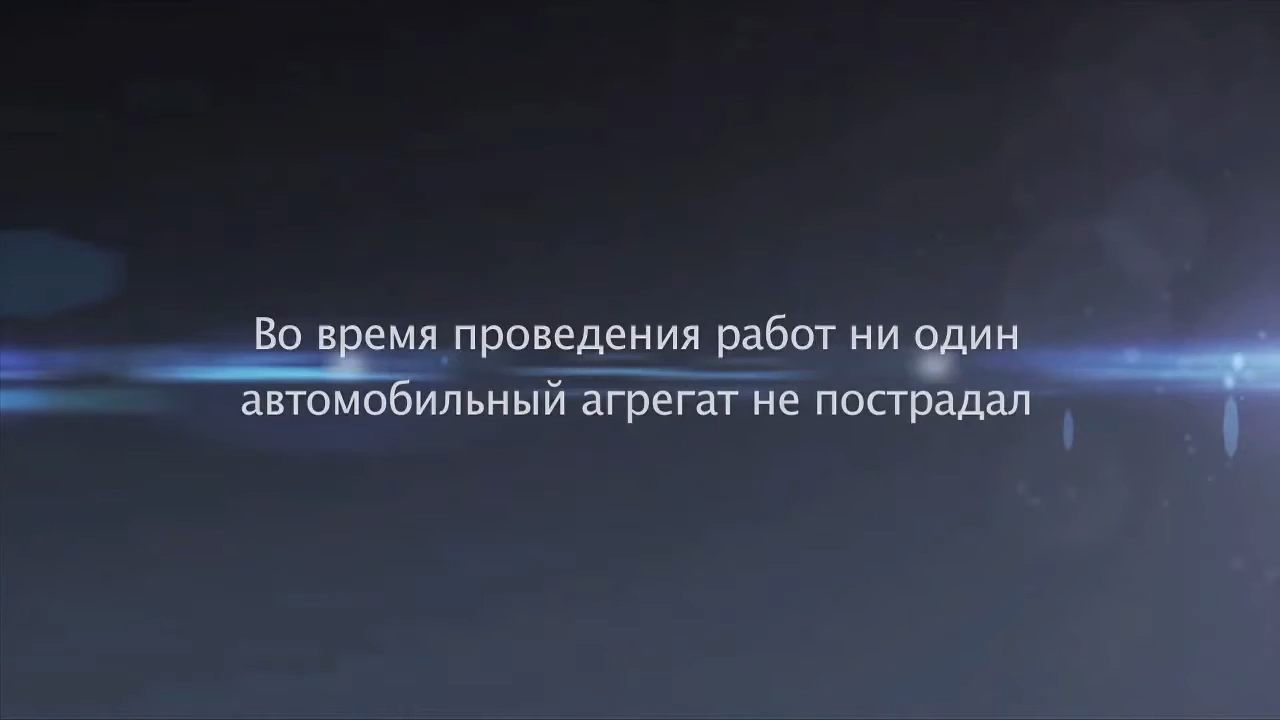 Во время проведения работ ни один
автомобильный агрегат не пострадал